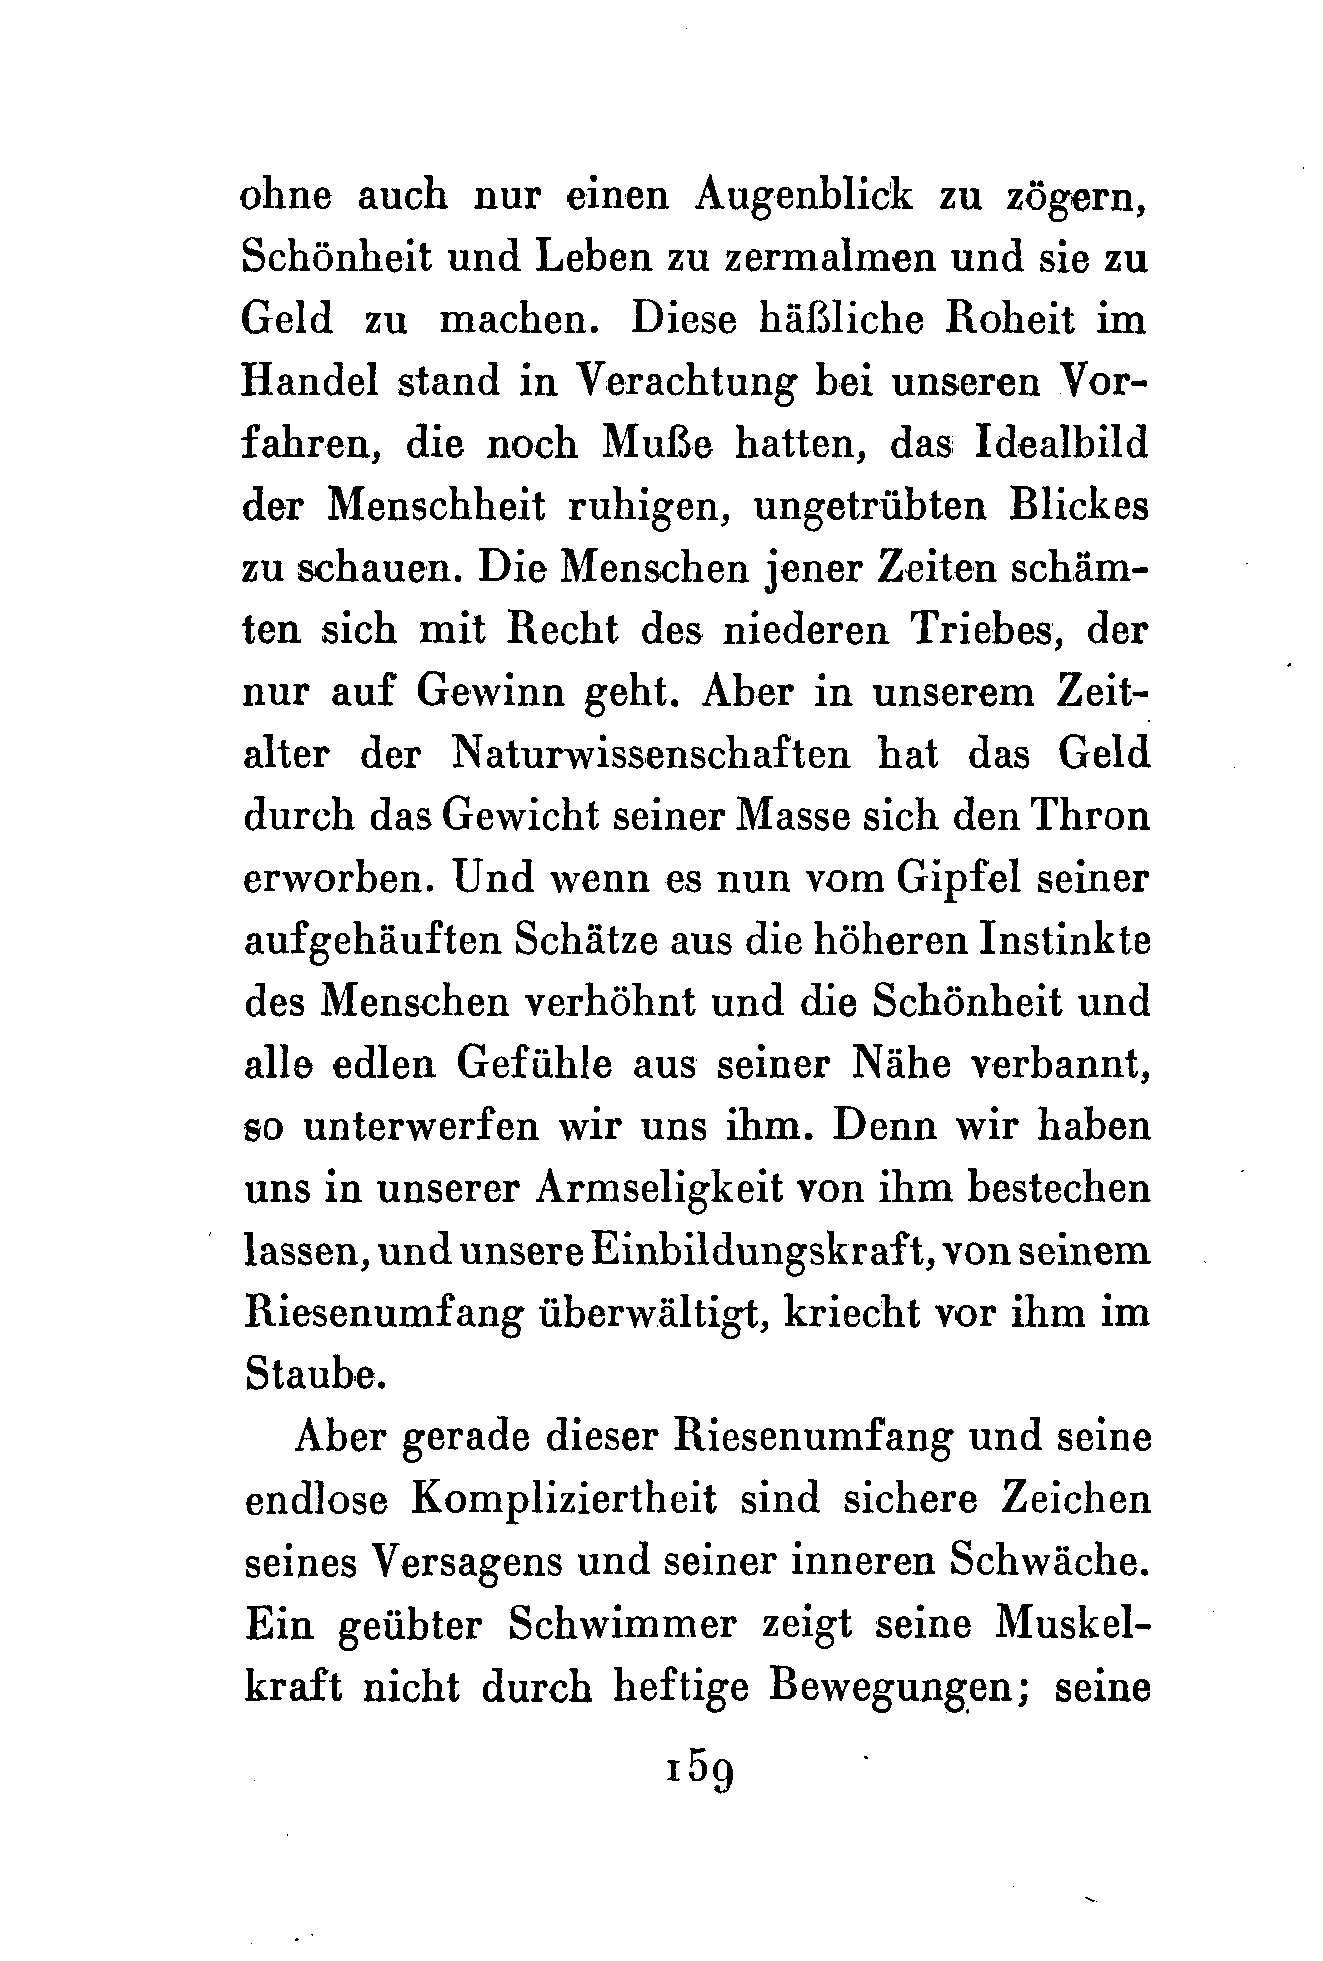 ohne auch nur einen Augenblick zu zögern,
Schönheit und Leben zu zermalmen und sie zu
Geld zu machen. Diese häßliche Roheit im
Handel stand in Verachtung bei unseren Vor-
fahren, die noch Muße hatten, das Idealbild
der Menschheit ruhigen, ungetrübten Blickes
zu schauen. Die Menschen jener Zeiten schäm-
ten sich mit Recht des niederen Triebes, der
nur auf Gewinn geht. Aber in unserem Zeit-
alter der Naturwissenschaften hat das Geld
durch das Gewicht seiner Masse sich den Thron
erworben. Und wenn es nun vom Gipfel seiner
aufgehäuften Schätze aus die höheren Instinkte
des Menschen verhöhnt und die Schönheit und
alle edlen Gefühle aus seiner Nähe verbannt,
so unterwerfen wir uns ihm. Denn wir haben
uns in unserer Armseligkeit von ihm bestechen
lassen, und unsere Einbildungskraft, von seinem
Riesenumfang überwältigt, kriecht vor ihm im
Staube.
Aber gerade dieser Riesenumfang und seine
endlose Kompliziertheit sind sichere Zeichen
seines Versagens und seiner inneren Schwäche.
Ein geübter Schwimmer zeigt seine Muskel-
kraft nicht durch heftige Bewegungen; seine
159